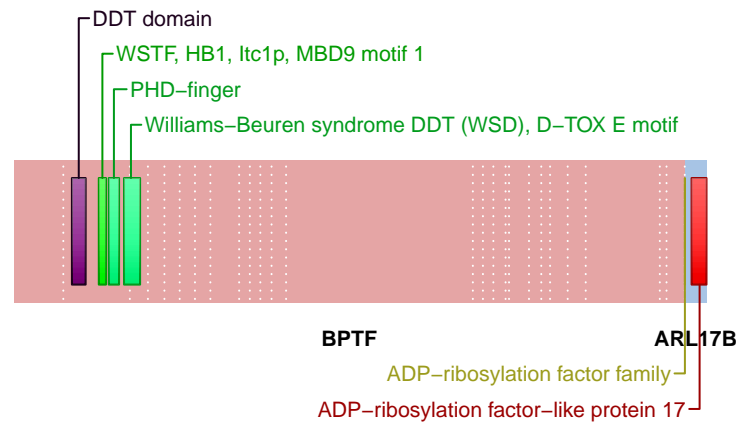 DDT domain
WSTF, HB1, Itc1p, MBD9 motif 1
PHD−finger
Williams−Beuren syndrome DDT (WSD), D−TOX E motif
BPTF ARL17B
ADP−ribosylation factor family
ADP−ribosylation factor−like protein 17